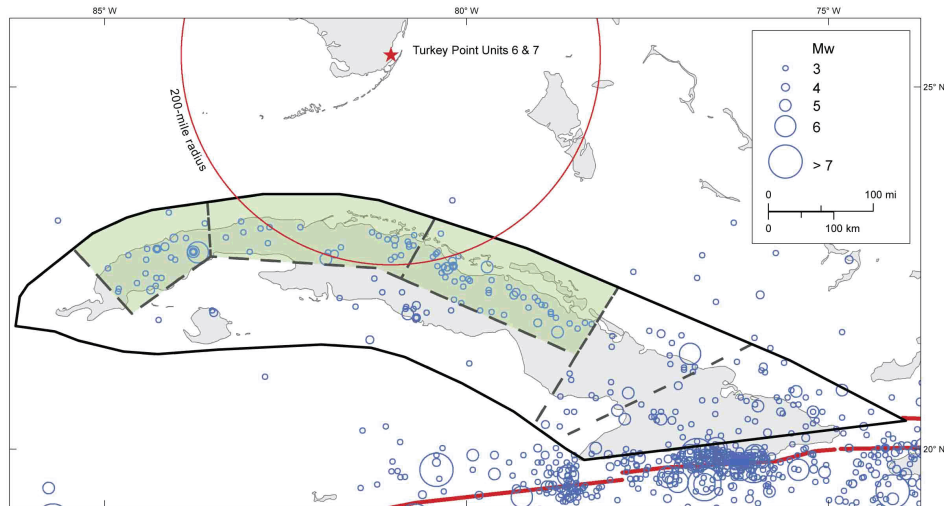 85° W
80° W
75° W
Turkey Point Units 6 & 7
200-mile radius
Mw
3
4
5
6
> 7
0
100 mi
0
100 km
25° N
20° N